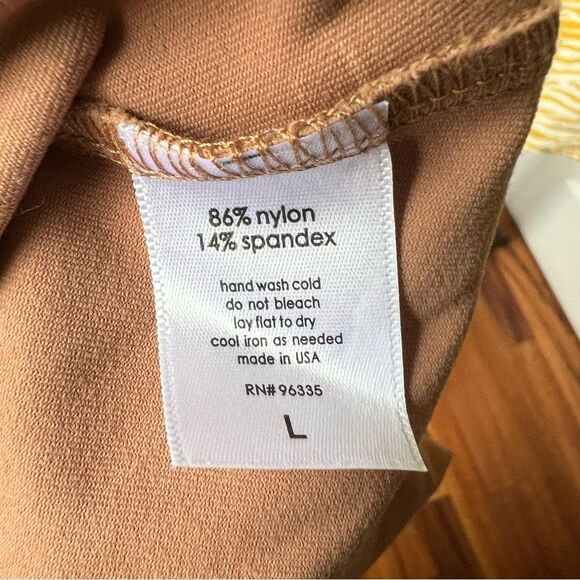 86% nylon
14% spandex
hand wash cold
do not bleach
lay flat to dry
cool iron as needed
made in USA
RN# 96335
L